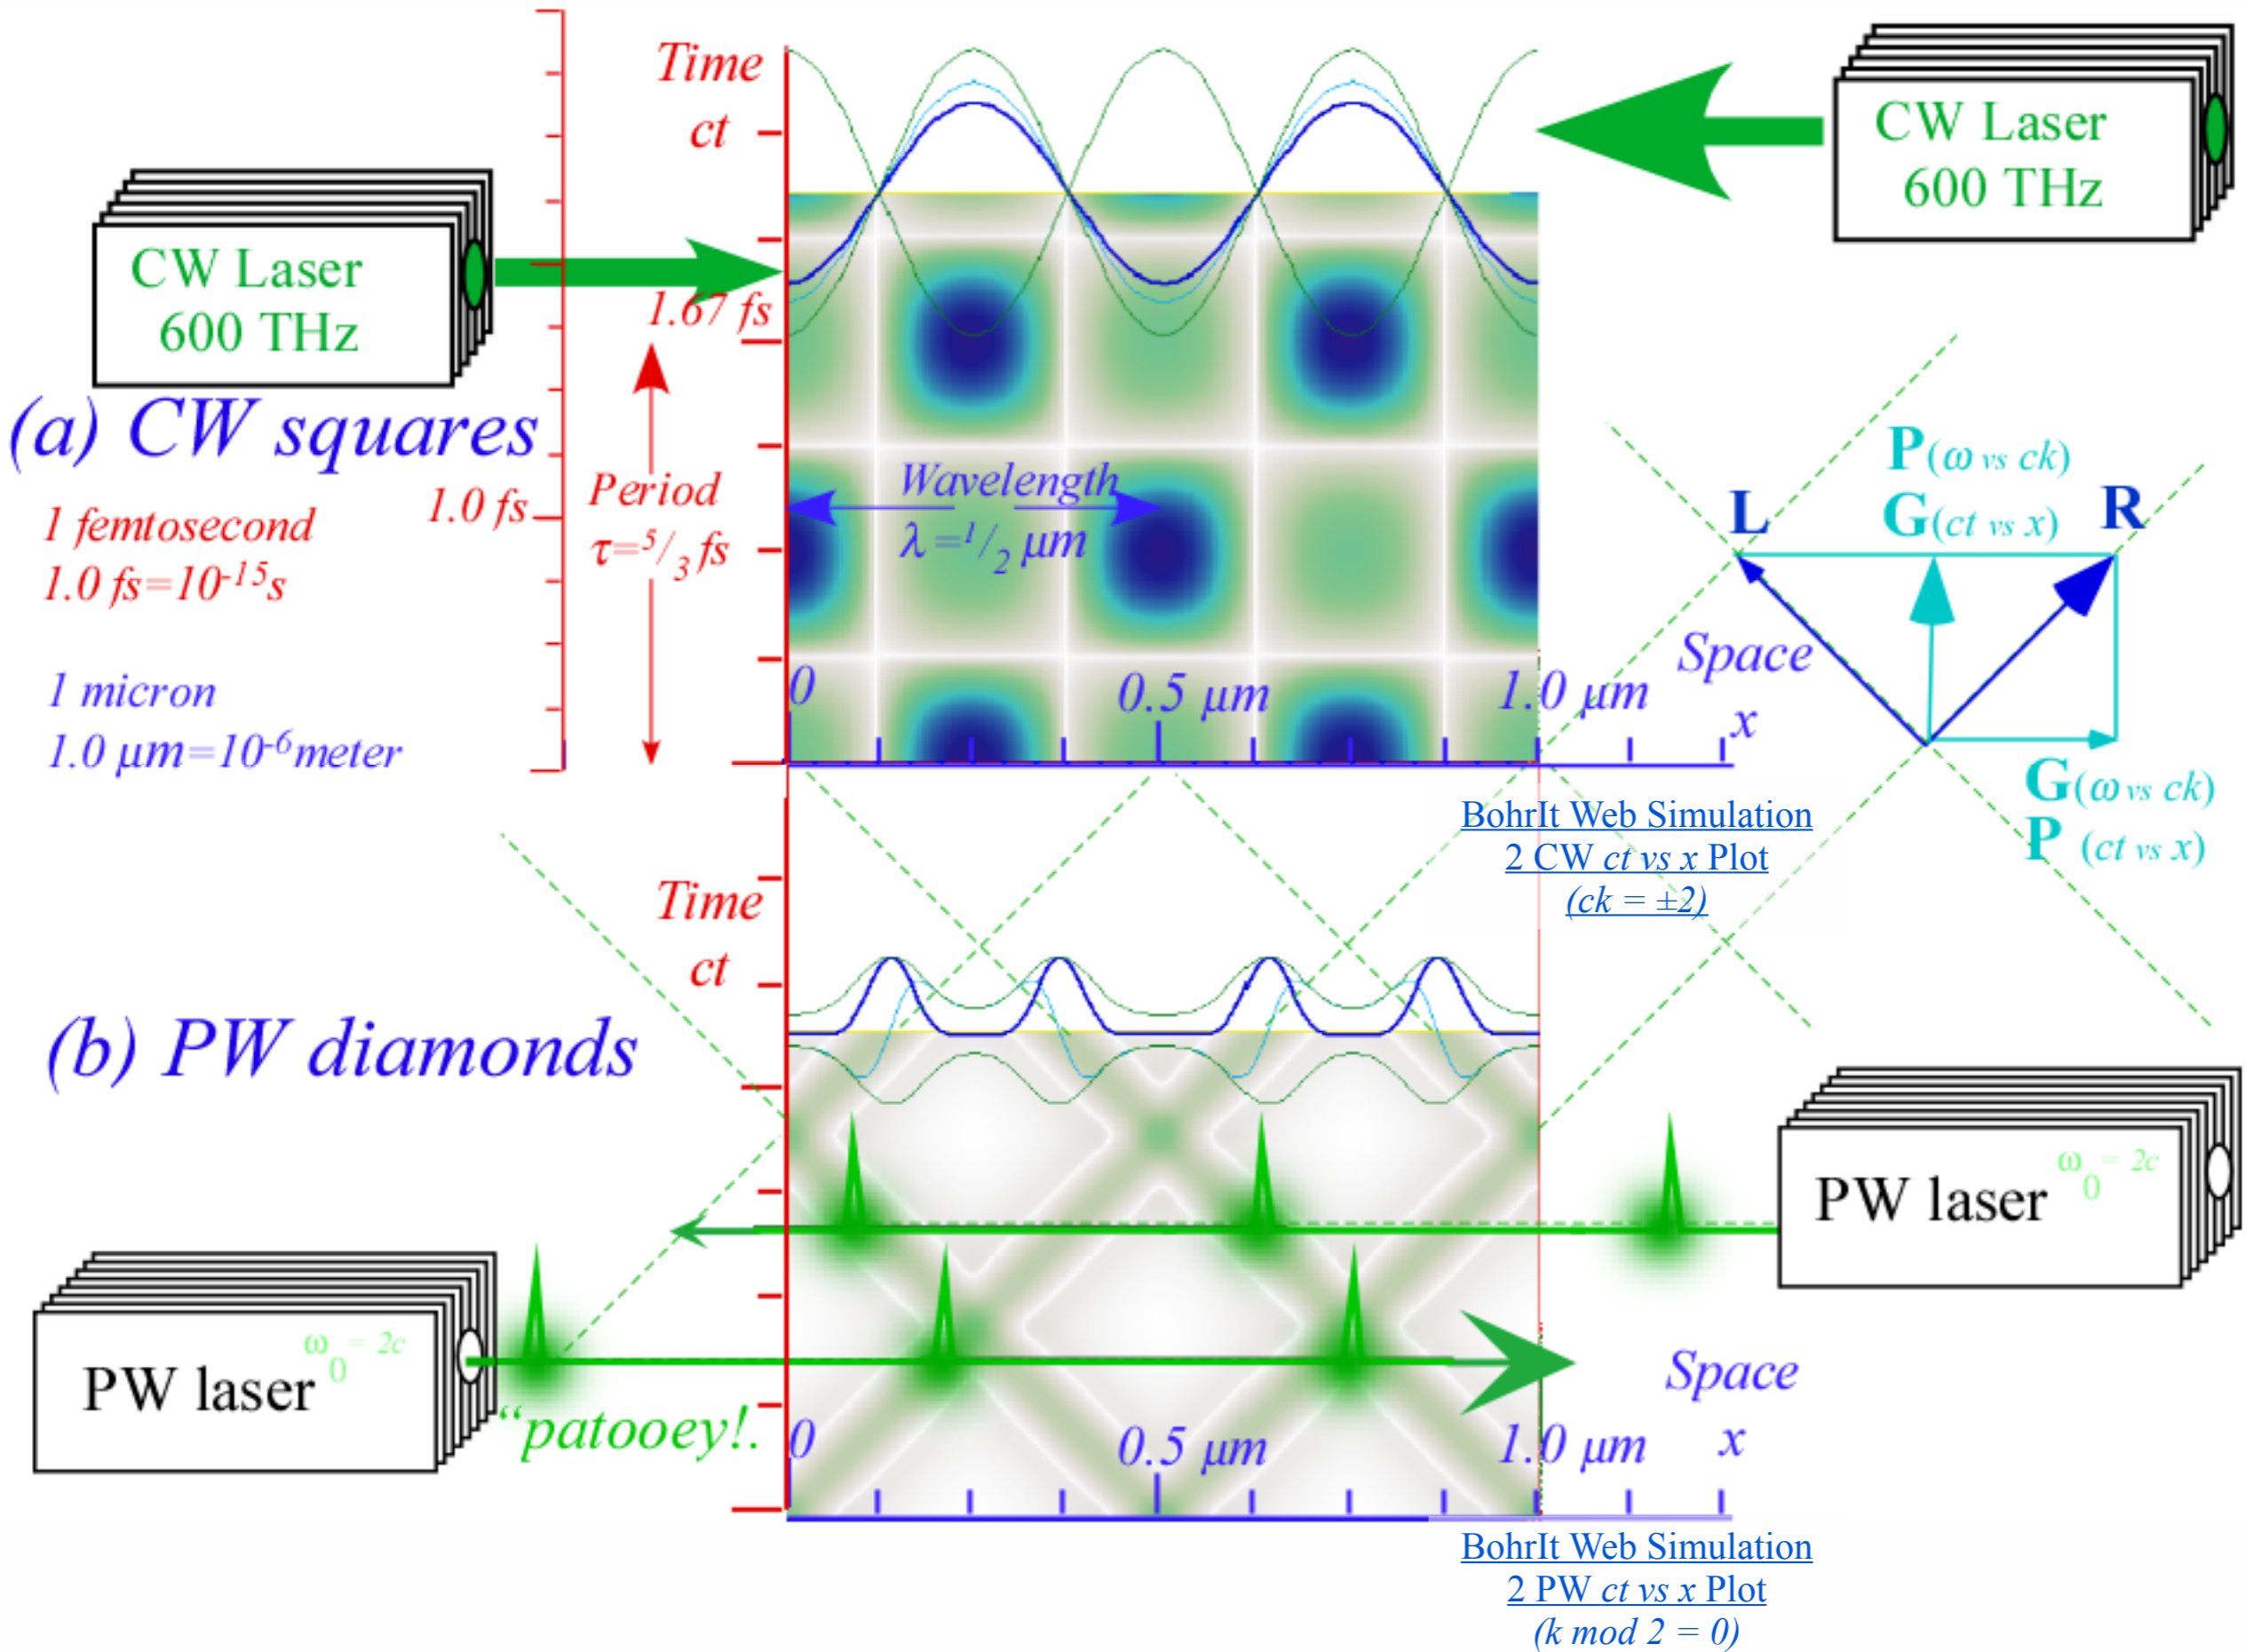 Time
ct
CW Laser
600 THz
CW Laser
600 THz
1.67 fs
(a) CW squares
1 femtosecond
1.0 fs=10⁻¹⁵s
1.0 fs
Period
τ=5/3 fs
Wavelength
λ=1/2 μm
1 micron
1.0 μm=10⁻⁶meter
0
0.5 μm
1.0 μm
Space
x
P(ω vs ck)
G(ct vs x)
L
R
G(ω vs ck)
P (ct vs x)
BohrIt Web Simulation
2 CW ct vs x Plot
(ck = ±2)
Time
ct
(b) PW diamonds
PW laser ω₀ = 2c
PW laser ω₀ = 2c
"patooey!.
0
0.5 μm
1.0 μm
Space
x
BohrIt Web Simulation
2 PW ct vs x Plot
(k mod 2 = 0)